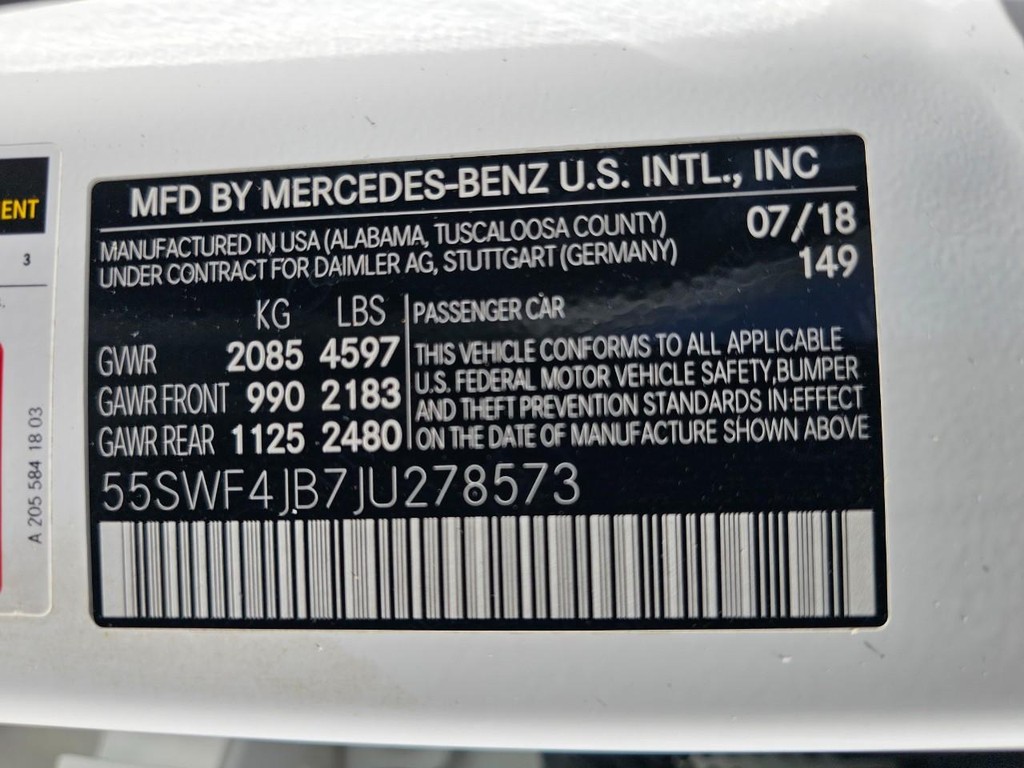 MFD BY MERCEDES-BENZ U.S. INTL., INC
MANUFACTURED IN USA (ALABAMA, TUSCALOOSA COUNTY)
UNDER CONTRACT FOR DAIMLER AG, STUTTGART (GERMANY)
07/18
149
KG LBS
GVWR 2085 4597
GAWR FRONT 990 2183
GAWR REAR 1125 2480
PASSENGER CAR
THIS VEHICLE CONFORMS TO ALL APPLICABLE
U.S. FEDERAL MOTOR VEHICLE SAFETY,BUMPER
AND THEFT PREVENTION STANDARDS IN EFFECT
ON THE DATE OF MANUFACTURE SHOWN ABOVE
55SWF4JB7JU278573
ENT
3
A 205 584 18 03